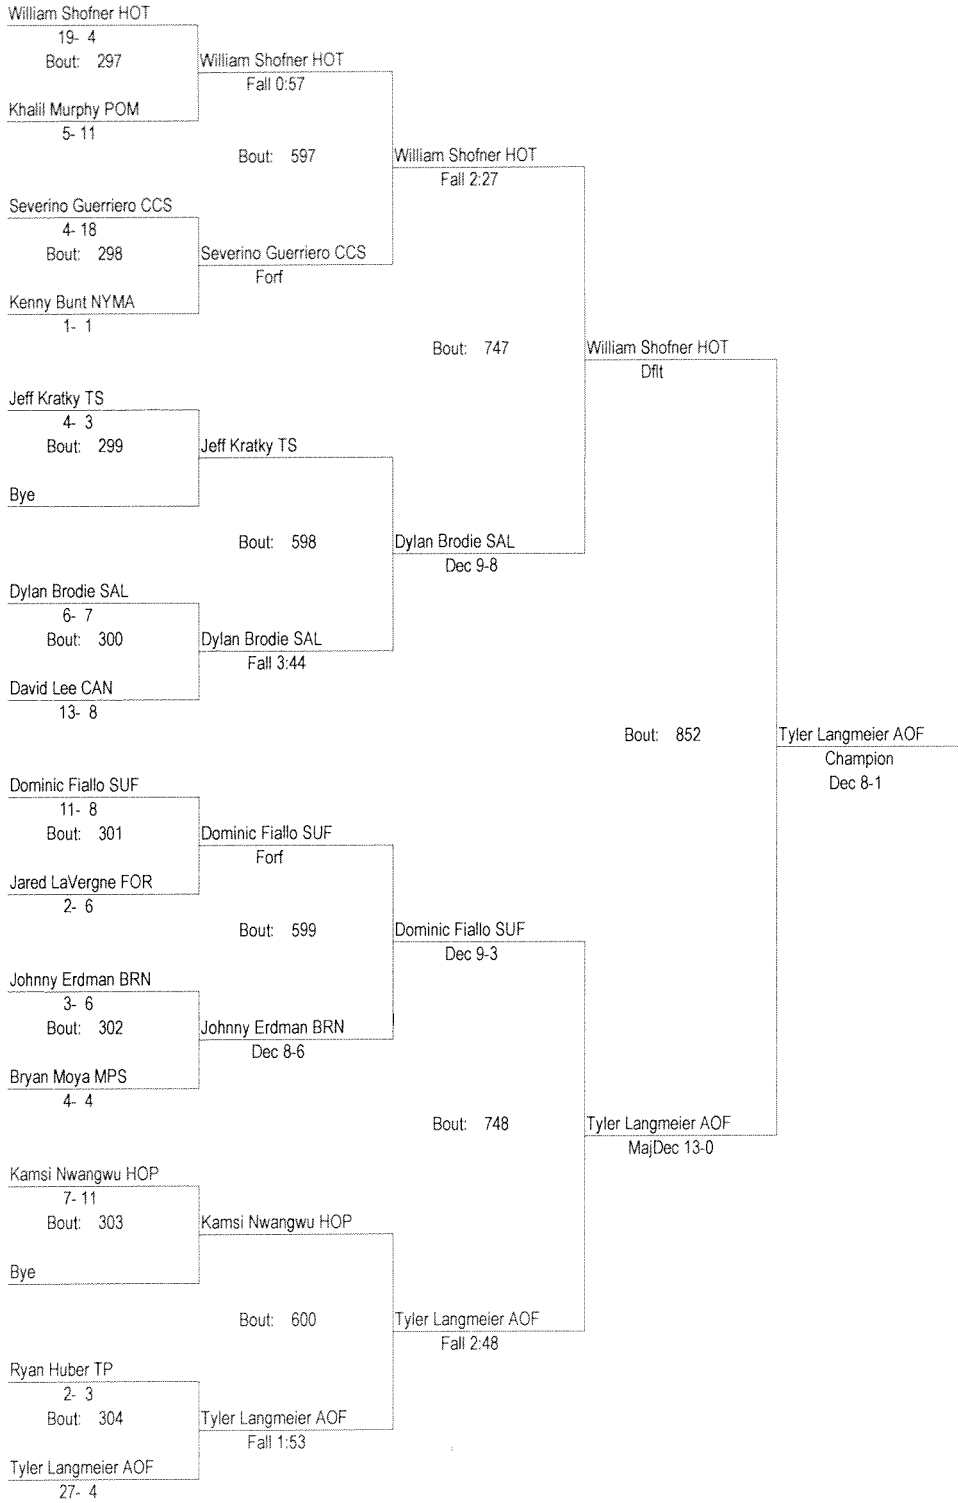 William Shofner HOT
19- 4
Bout: 297
William Shofner HOT
Fall 0:57
Khalil Murphy POM
5- 11
Bout: 597
William Shofner HOT
Fall 2:27
Severino Guerriero CCS
4- 18
Bout: 298
Severino Guerriero CCS
Forf
Kenny Bunt NYMA
1- 1
Bout: 747
William Shofner HOT
Dflt
Jeff Kratky TS
4- 3
Bout: 299
Jeff Kratky TS
Bye
Bout: 598
Dylan Brodie SAL
Dec 9-8
Dylan Brodie SAL
6- 7
Bout: 300
Dylan Brodie SAL
Fall 3:44
David Lee CAN
13- 8
Bout: 852
Tyler Langmeier AOF
Champion
Dec 8-1
Dominic Fiallo SUF
11- 8
Bout: 301
Dominic Fiallo SUF
Forf
Jared LaVergne FOR
2- 6
Bout: 599
Dominic Fiallo SUF
Dec 9-3
Johnny Erdman BRN
3- 6
Bout: 302
Johnny Erdman BRN
Dec 8-6
Bryan Moya MPS
4- 4
Bout: 748
Tyler Langmeier AOF
MajDec 13-0
Kamsi Nwangwu HOP
7- 11
Bout: 303
Kamsi Nwangwu HOP
Bye
Bout: 600
Tyler Langmeier AOF
Fall 2:48
Ryan Huber TP
2- 3
Bout: 304
Tyler Langmeier AOF
Fall 1:53
Tyler Langmeier AOF
27- 4